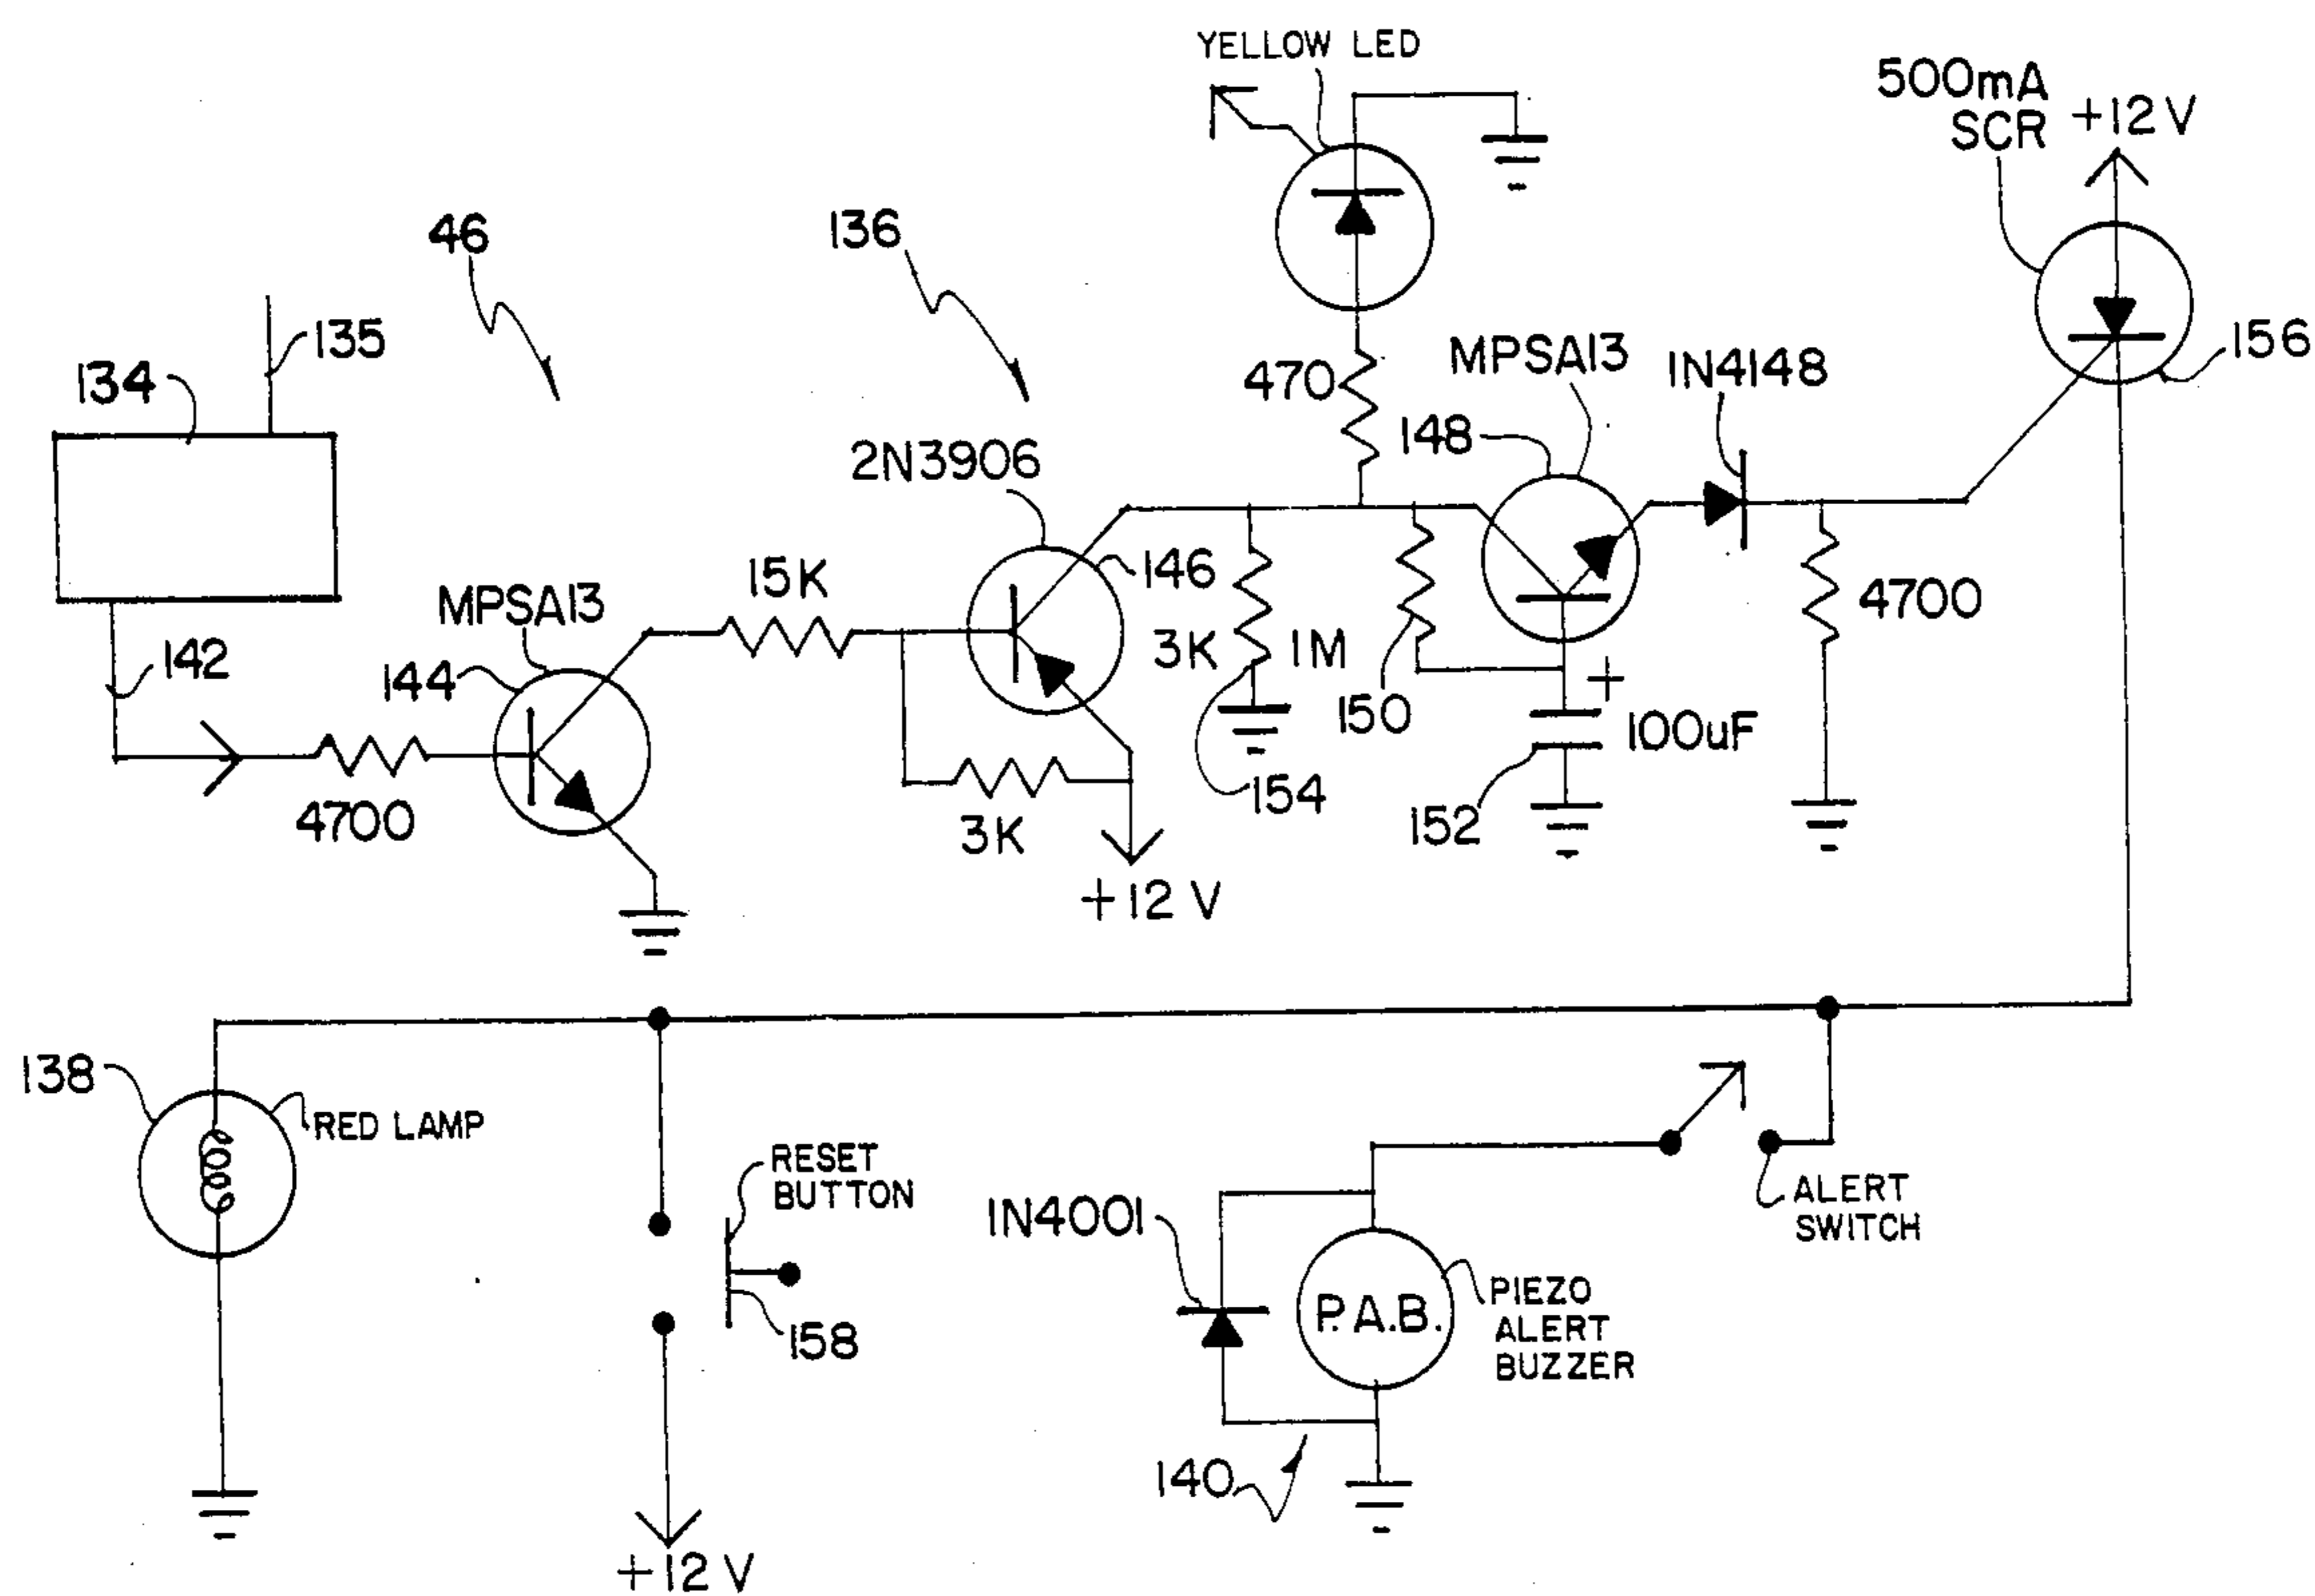 YELLOW LED
500mA
SCR
+12V
46
136
135
134
470
MPSA13
1N4148
156
148
2N3906
15K
146
MPSA13
3K
1M
4700
142
144
150
100uF
4700
154
152
3K
+12 V
138
RED LAMP
RESET
BUTTON
1N4001
ALERT
SWITCH
P.A.B.
PIEZO
ALERT
BUZZER
158
140
+12 V
+